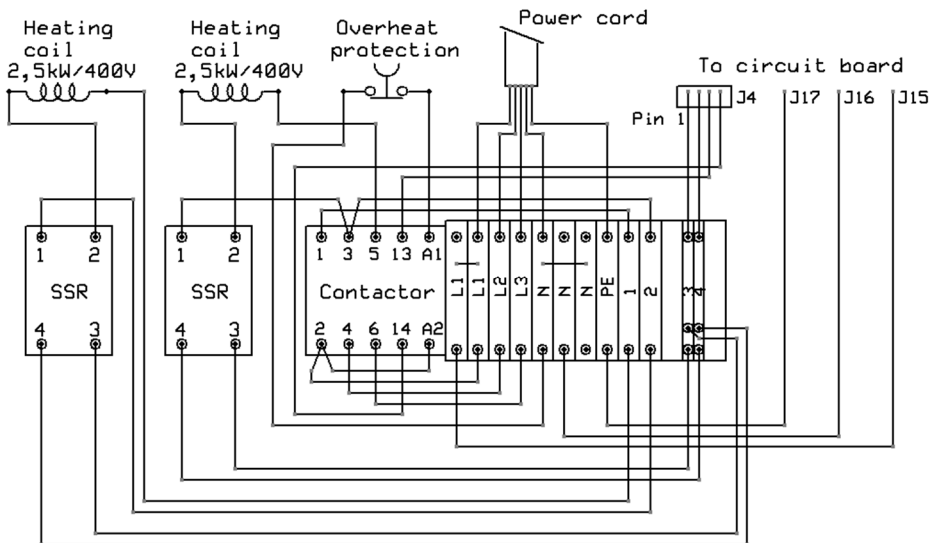 Heating
coil
2,5kW/400V
Heating
coil
2,5kW/400V
Overheat
protection
Power cord
To circuit board
J4
J17
J16
J15
Pin 1
1 2
SSR
4 3
1 2
SSR
4 3
1 3 5 13 A1
Contactor
2 4 6 14 A2
L1
L1
L2
L3
N
N
N
PE
1
2
3
4